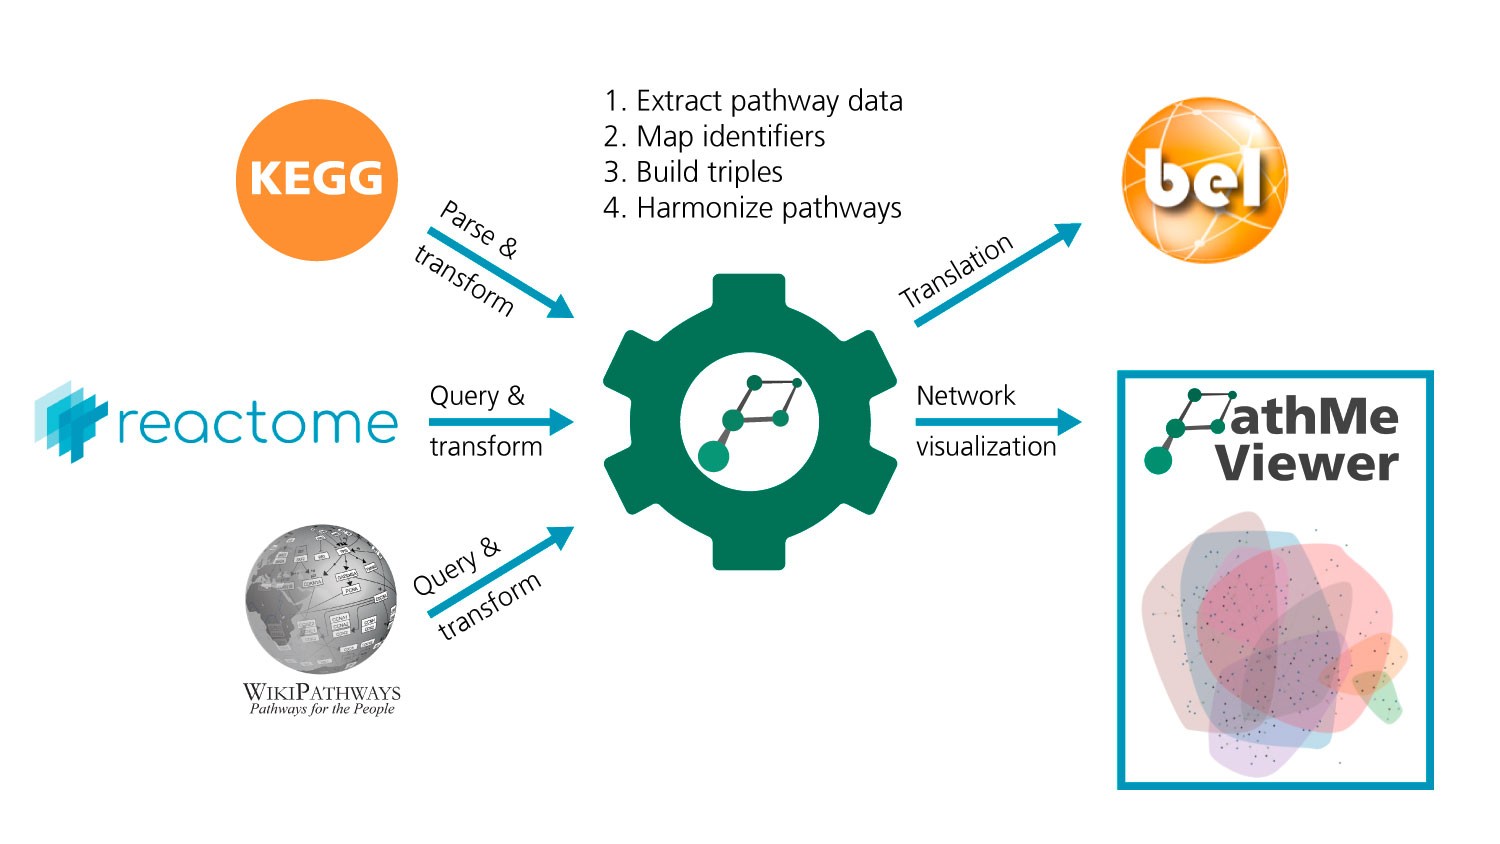 KEGG
Parse &
transform
reactome
Query &
transform
WIKIPATHWAYS
Pathways for the People
Query &
transform
1. Extract pathway data
2. Map identifiers
3. Build triples
4. Harmonize pathways
Translation
bel
Network
visualization
athMe
Viewer